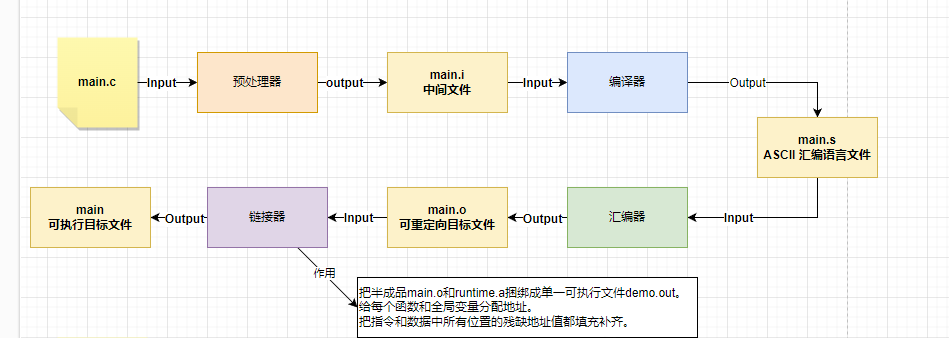 main.c
Input
预处理器
output
main.i
中间文件
Input
编译器
Output
main.s
ASCII 汇编语言文件
Input
汇编器
Output
main.o
可重定向目标文件
Input
链接器
Output
main
可执行目标文件
作用
把半成品main.o和runtime.a捆绑成单一可执行文件demo.out。
给每个函数和全局变量分配地址。
把指令和数据中所有位置的残缺地址值都填充补齐。